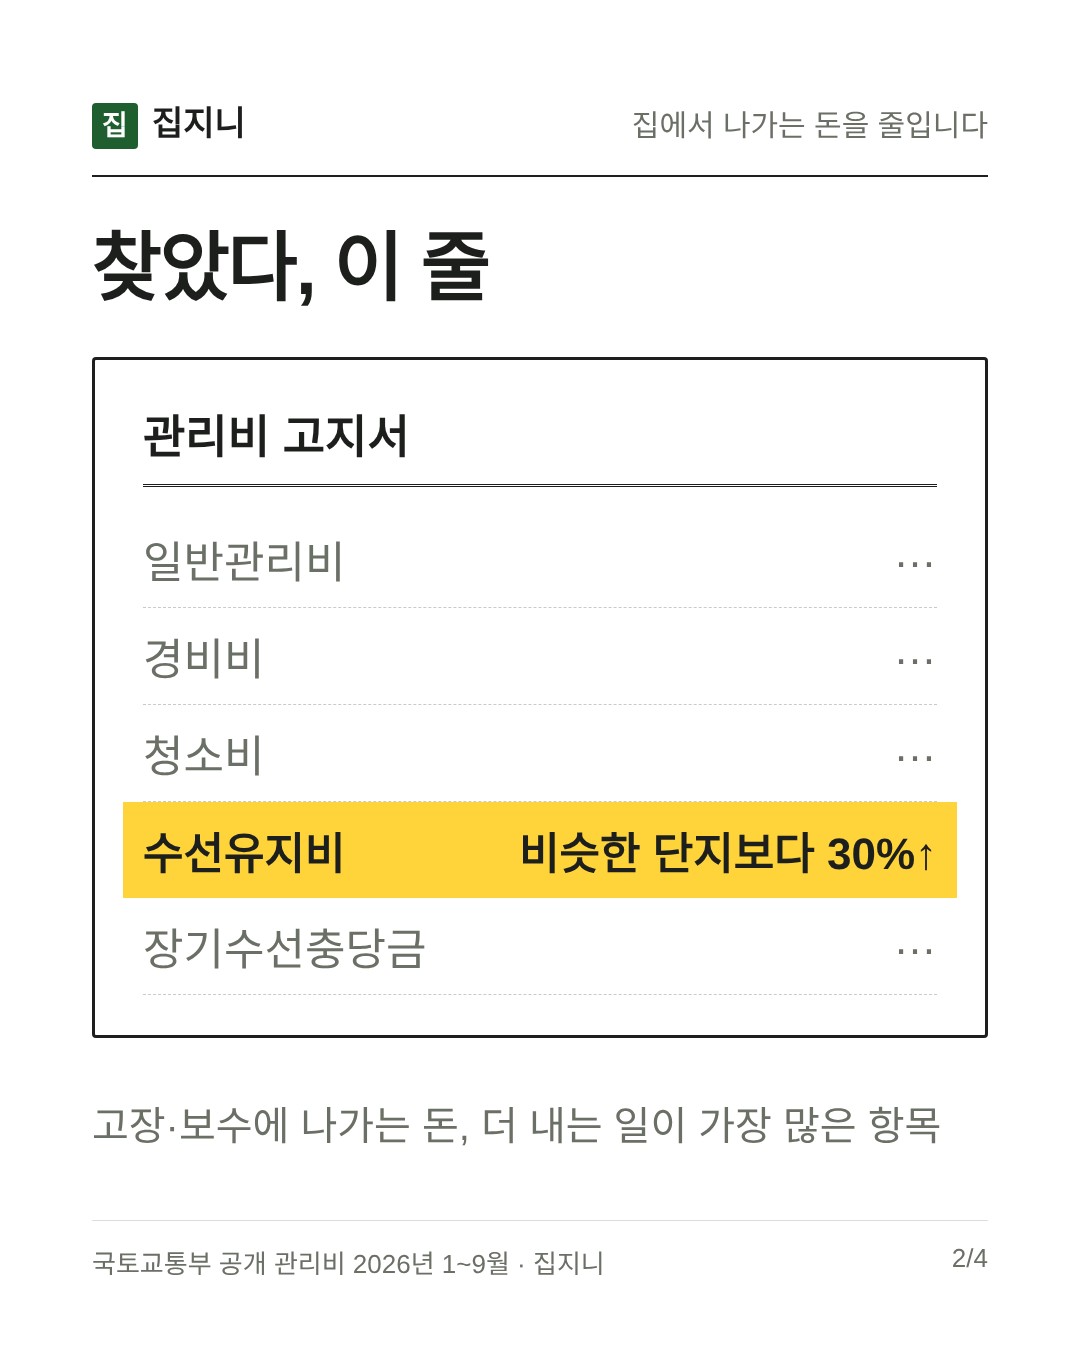 집 집지니 집에서 나가는 돈을 줄입니다
찾았다, 이 줄
관리비 고지서
일반관리비 …
경비비 …
청소비 …
수선유지비 비슷한 단지보다 30%↑
장기수선충당금 …
고장·보수에 나가는 돈, 더 내는 일이 가장 많은 항목
국토교통부 공개 관리비 2026년 1~9월 · 집지니 2/4